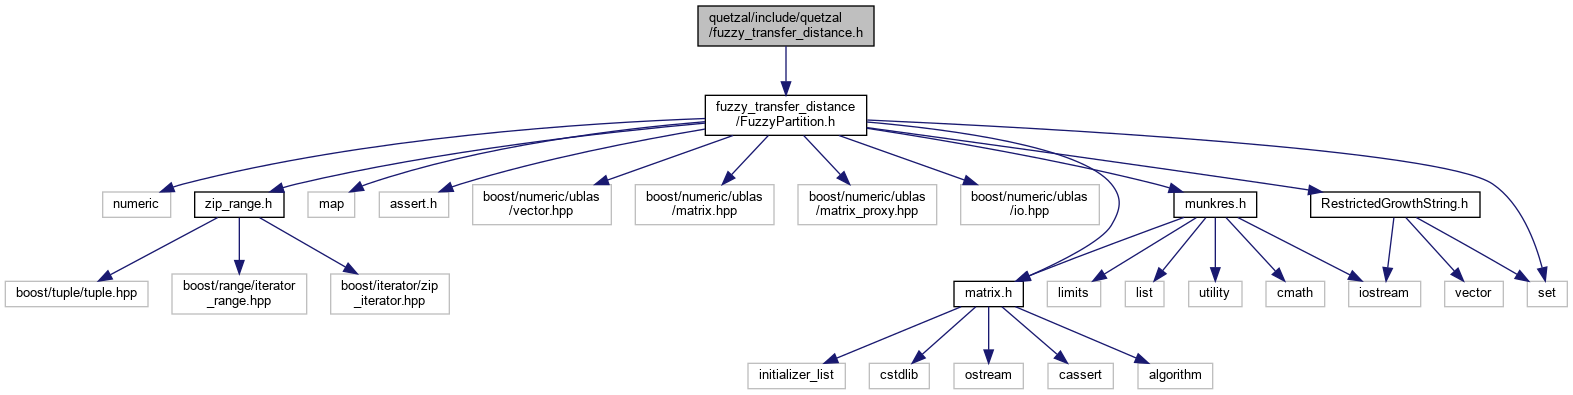 quetzal/include/quetzal
/fuzzy_transfer_distance.h
fuzzy_transfer_distance
/FuzzyPartition.h
numeric
zip_range.h
map
assert.h
boost/numeric/ublas
/vector.hpp
boost/numeric/ublas
/matrix.hpp
boost/numeric/ublas
/matrix_proxy.hpp
boost/numeric/ublas
/io.hpp
munkres.h
RestrictedGrowthString.h
boost/tuple/tuple.hpp
boost/range/iterator
_range.hpp
boost/iterator/zip
_iterator.hpp
matrix.h
limits
list
utility
cmath
iostream
vector
set
initializer_list
cstdlib
ostream
cassert
algorithm